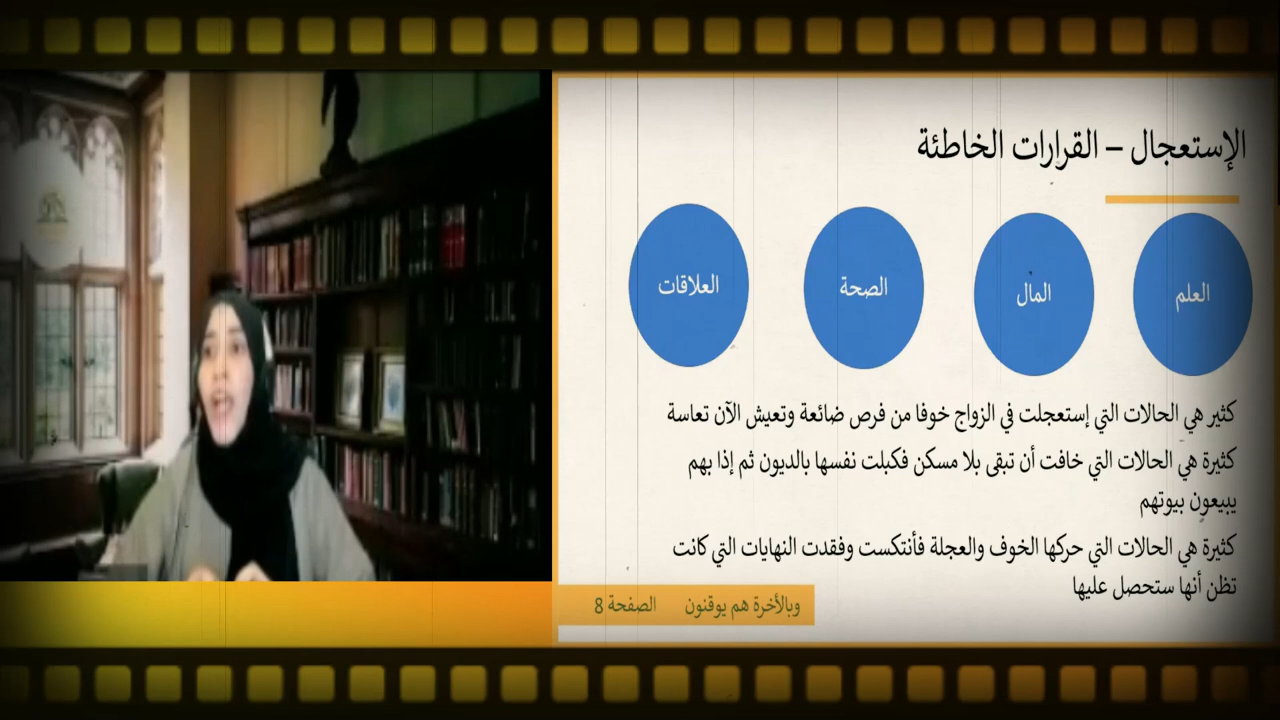 الإستعجال – القرارات الخاطئة
العلم
المال
الصحة
العلاقات
كثير هي الحالات التي إستعجلت في الزواج خوفا من فرص ضائعة وتعيش الآن تعاسة
كثيرة هي الحالات التي خافت أن تبقى بلا مسكن فكبلت نفسها بالديون ثم إذا بهم
يبيعون بيوتهم
كثيرة هي الحالات التي حركها الخوف والعجلة فأنتكست وفقدت النهايات التي كانت
تظن أنها ستحصل عليها
وبالأخرة هم يوقنون الصفحة 8